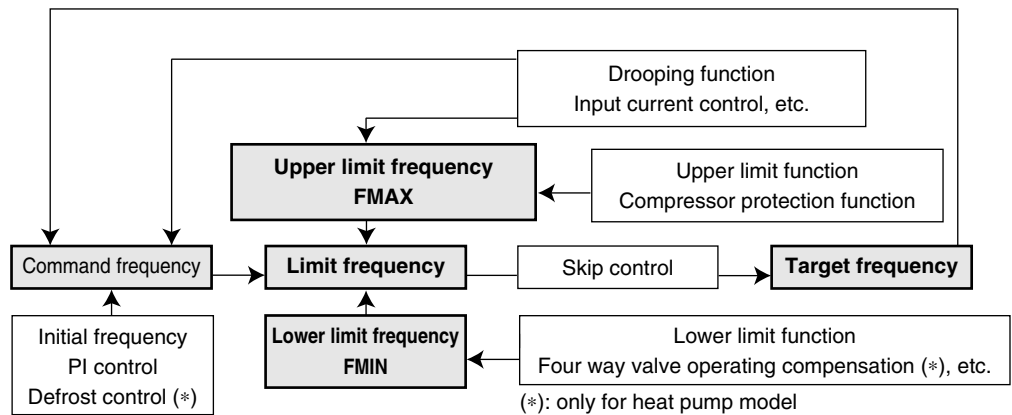 Drooping function
Input current control, etc.
Upper limit frequency
FMAX
Upper limit function
Compressor protection function
Command frequency
Limit frequency
Skip control
Target frequency
Initial frequency
PI control
Defrost control (*)
Lower limit frequency
FMIN
Lower limit function
Four way valve operating compensation (*), etc.
(*): only for heat pump model